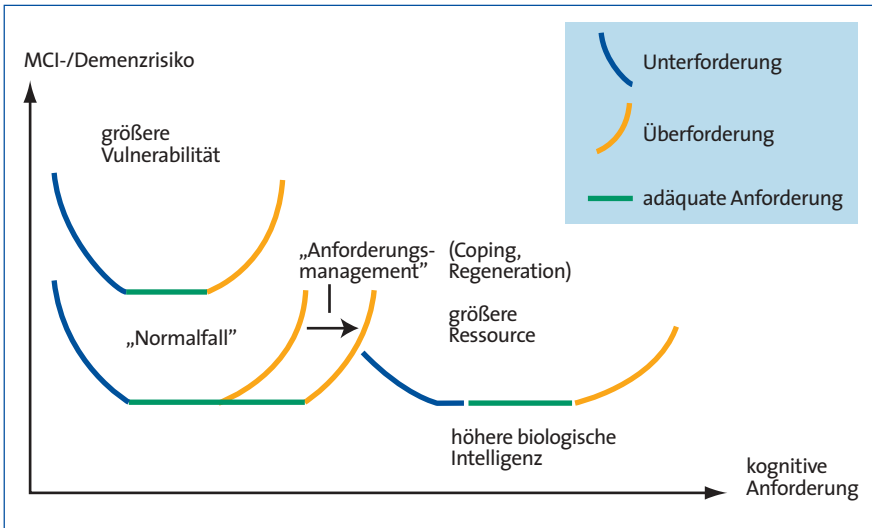 MCI-/Demenzrisiko
größere
Vulnerabilität
„Anforderungs-
management”
(Coping,
Regeneration)
„Normalfall”
größere
Ressource
höhere biologische
Intelligenz
kognitive
Anforderung
Unterforderung
Überforderung
adäquate Anforderung